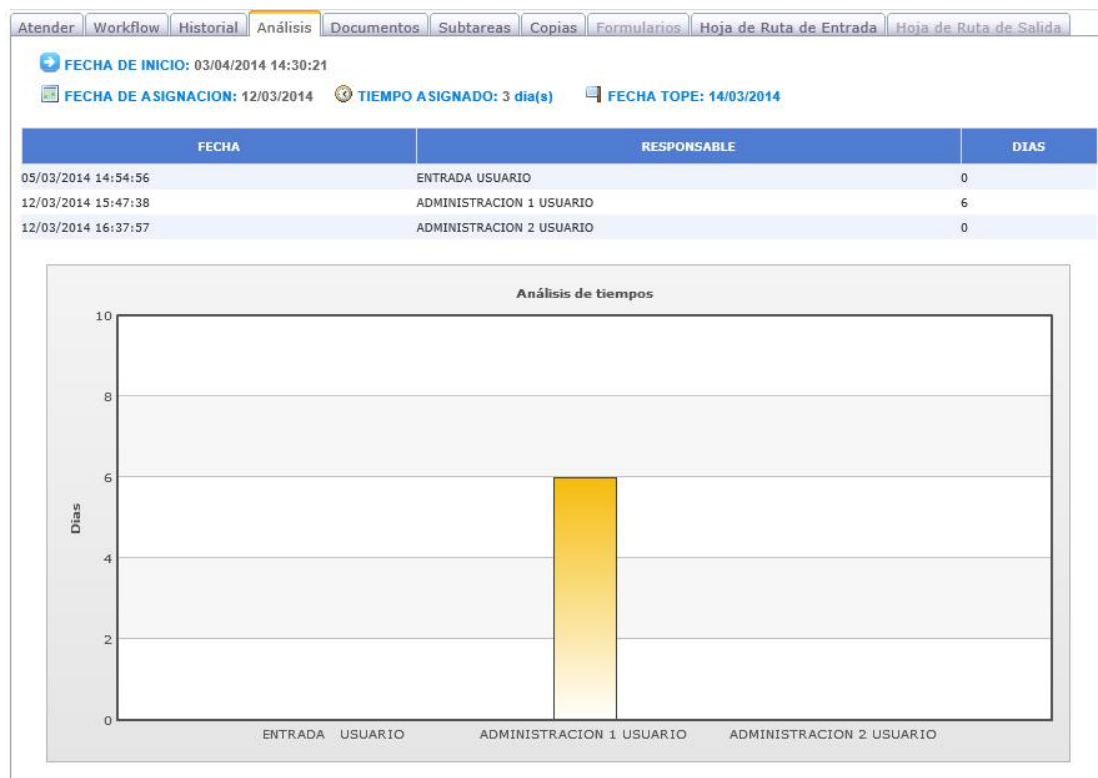 Atender Workflow Historial Análisis Documentos Subtareas Copias Formularios Hoja de Ruta de Entrada Hoja de Ruta de Salida
FECHA DE INICIO: 03/04/2014 14:30:21
FECHA DE ASIGNACION: 12/03/2014 TIEMPO ASIGNADO: 3 dia(s) FECHA TOPE: 14/03/2014
FECHA RESPONSABLE DIAS
05/03/2014 14:54:56 ENTRADA USUARIO 0
12/03/2014 15:47:38 ADMINISTRACION 1 USUARIO 6
12/03/2014 16:37:57 ADMINISTRACION 2 USUARIO 0
Análisis de tiempos
10
8
6
Dias
4
2
0
ENTRADA USUARIO ADMINISTRACION 1 USUARIO ADMINISTRACION 2 USUARIO